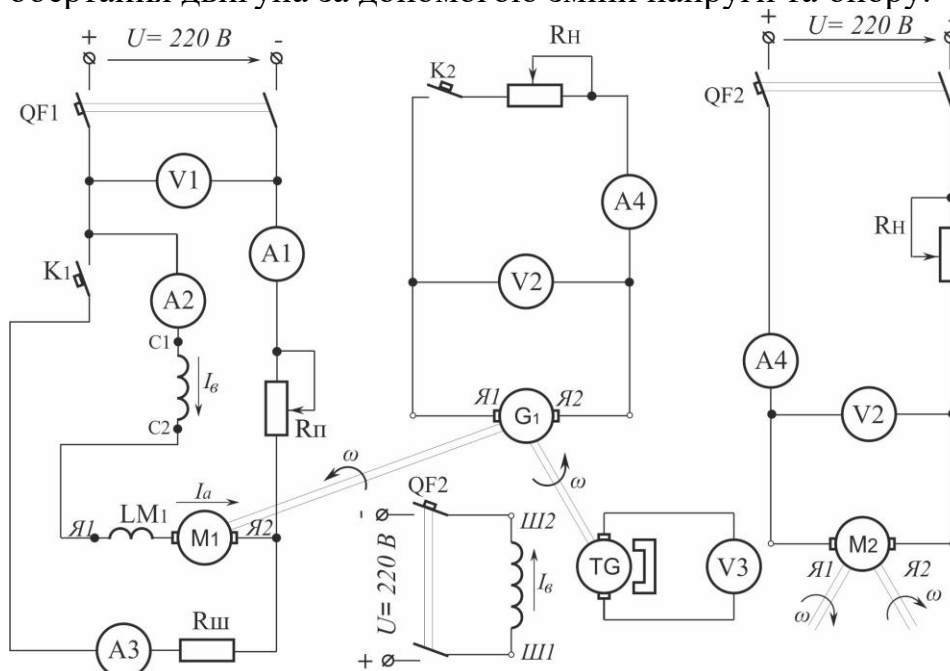 обертання двигуна за допомогою зміни напруги та опору.
+ U= 220 В -
QF1
V1
A1
K1
A2
C1
Iв
C2
RП
Iа
LM1
Я1
M1
Я2
A3
RШ
RН
K2
A4
V2
Я1
G1
Я2
ω
ω
QF2
-
Ш2
U= 220 В
Iв
+
Ш1
TG
V3
+ U= 220 В
QF2
RН
A4
V2
M2
Я1
Я2
ω
ω